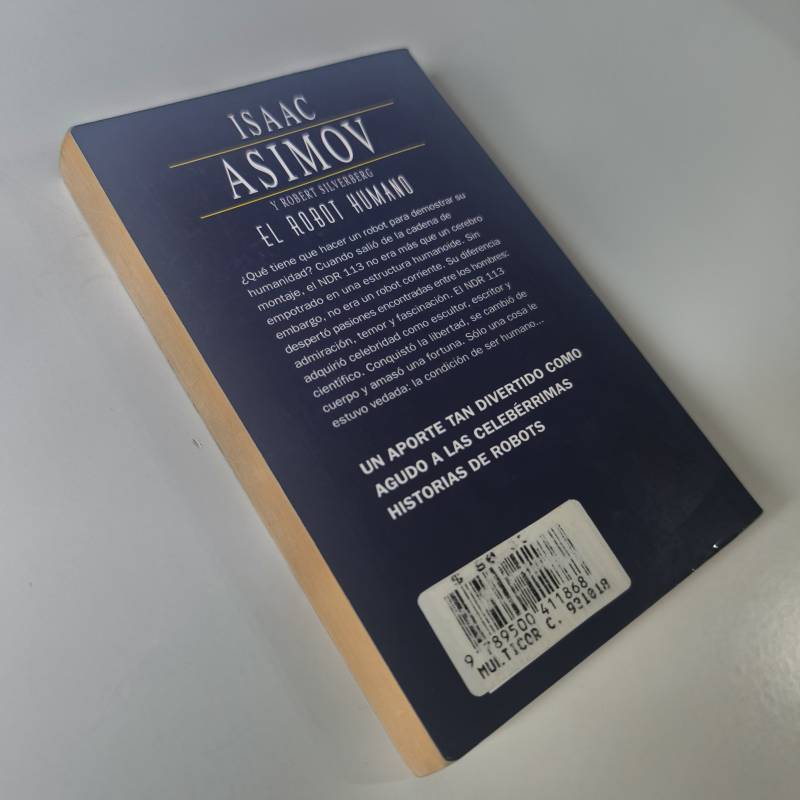 ISAAC
ASIMOV
Y ROBERT SILVERBERG
EL ROBOT HUMANO
¿Qué tiene que hacer un robot para demostrar su
humanidad? Cuando salió de la cadena de
montaje, el NDR 113 no era más que un cerebro
empotrado en una estructura humanoide. Sin
embargo, no era un robot corriente. Su diferencia
despertó pasiones encontradas entre los hombres:
admiración, temor y fascinación. El NDR 113
adquirió celebridad como escultor, escritor y
científico. Conquistó la libertad, se cambió de
cuerpo y amasó una fortuna. Sólo una cosa le
estuvo vedada: la condición de ser humano...
UN APORTE TAN DIVERTIDO COMO
AGUDO A LAS CELEBÉRRIMAS
HISTORIAS DE ROBOTS
9 789500 411868
MULTICOR C. 931018